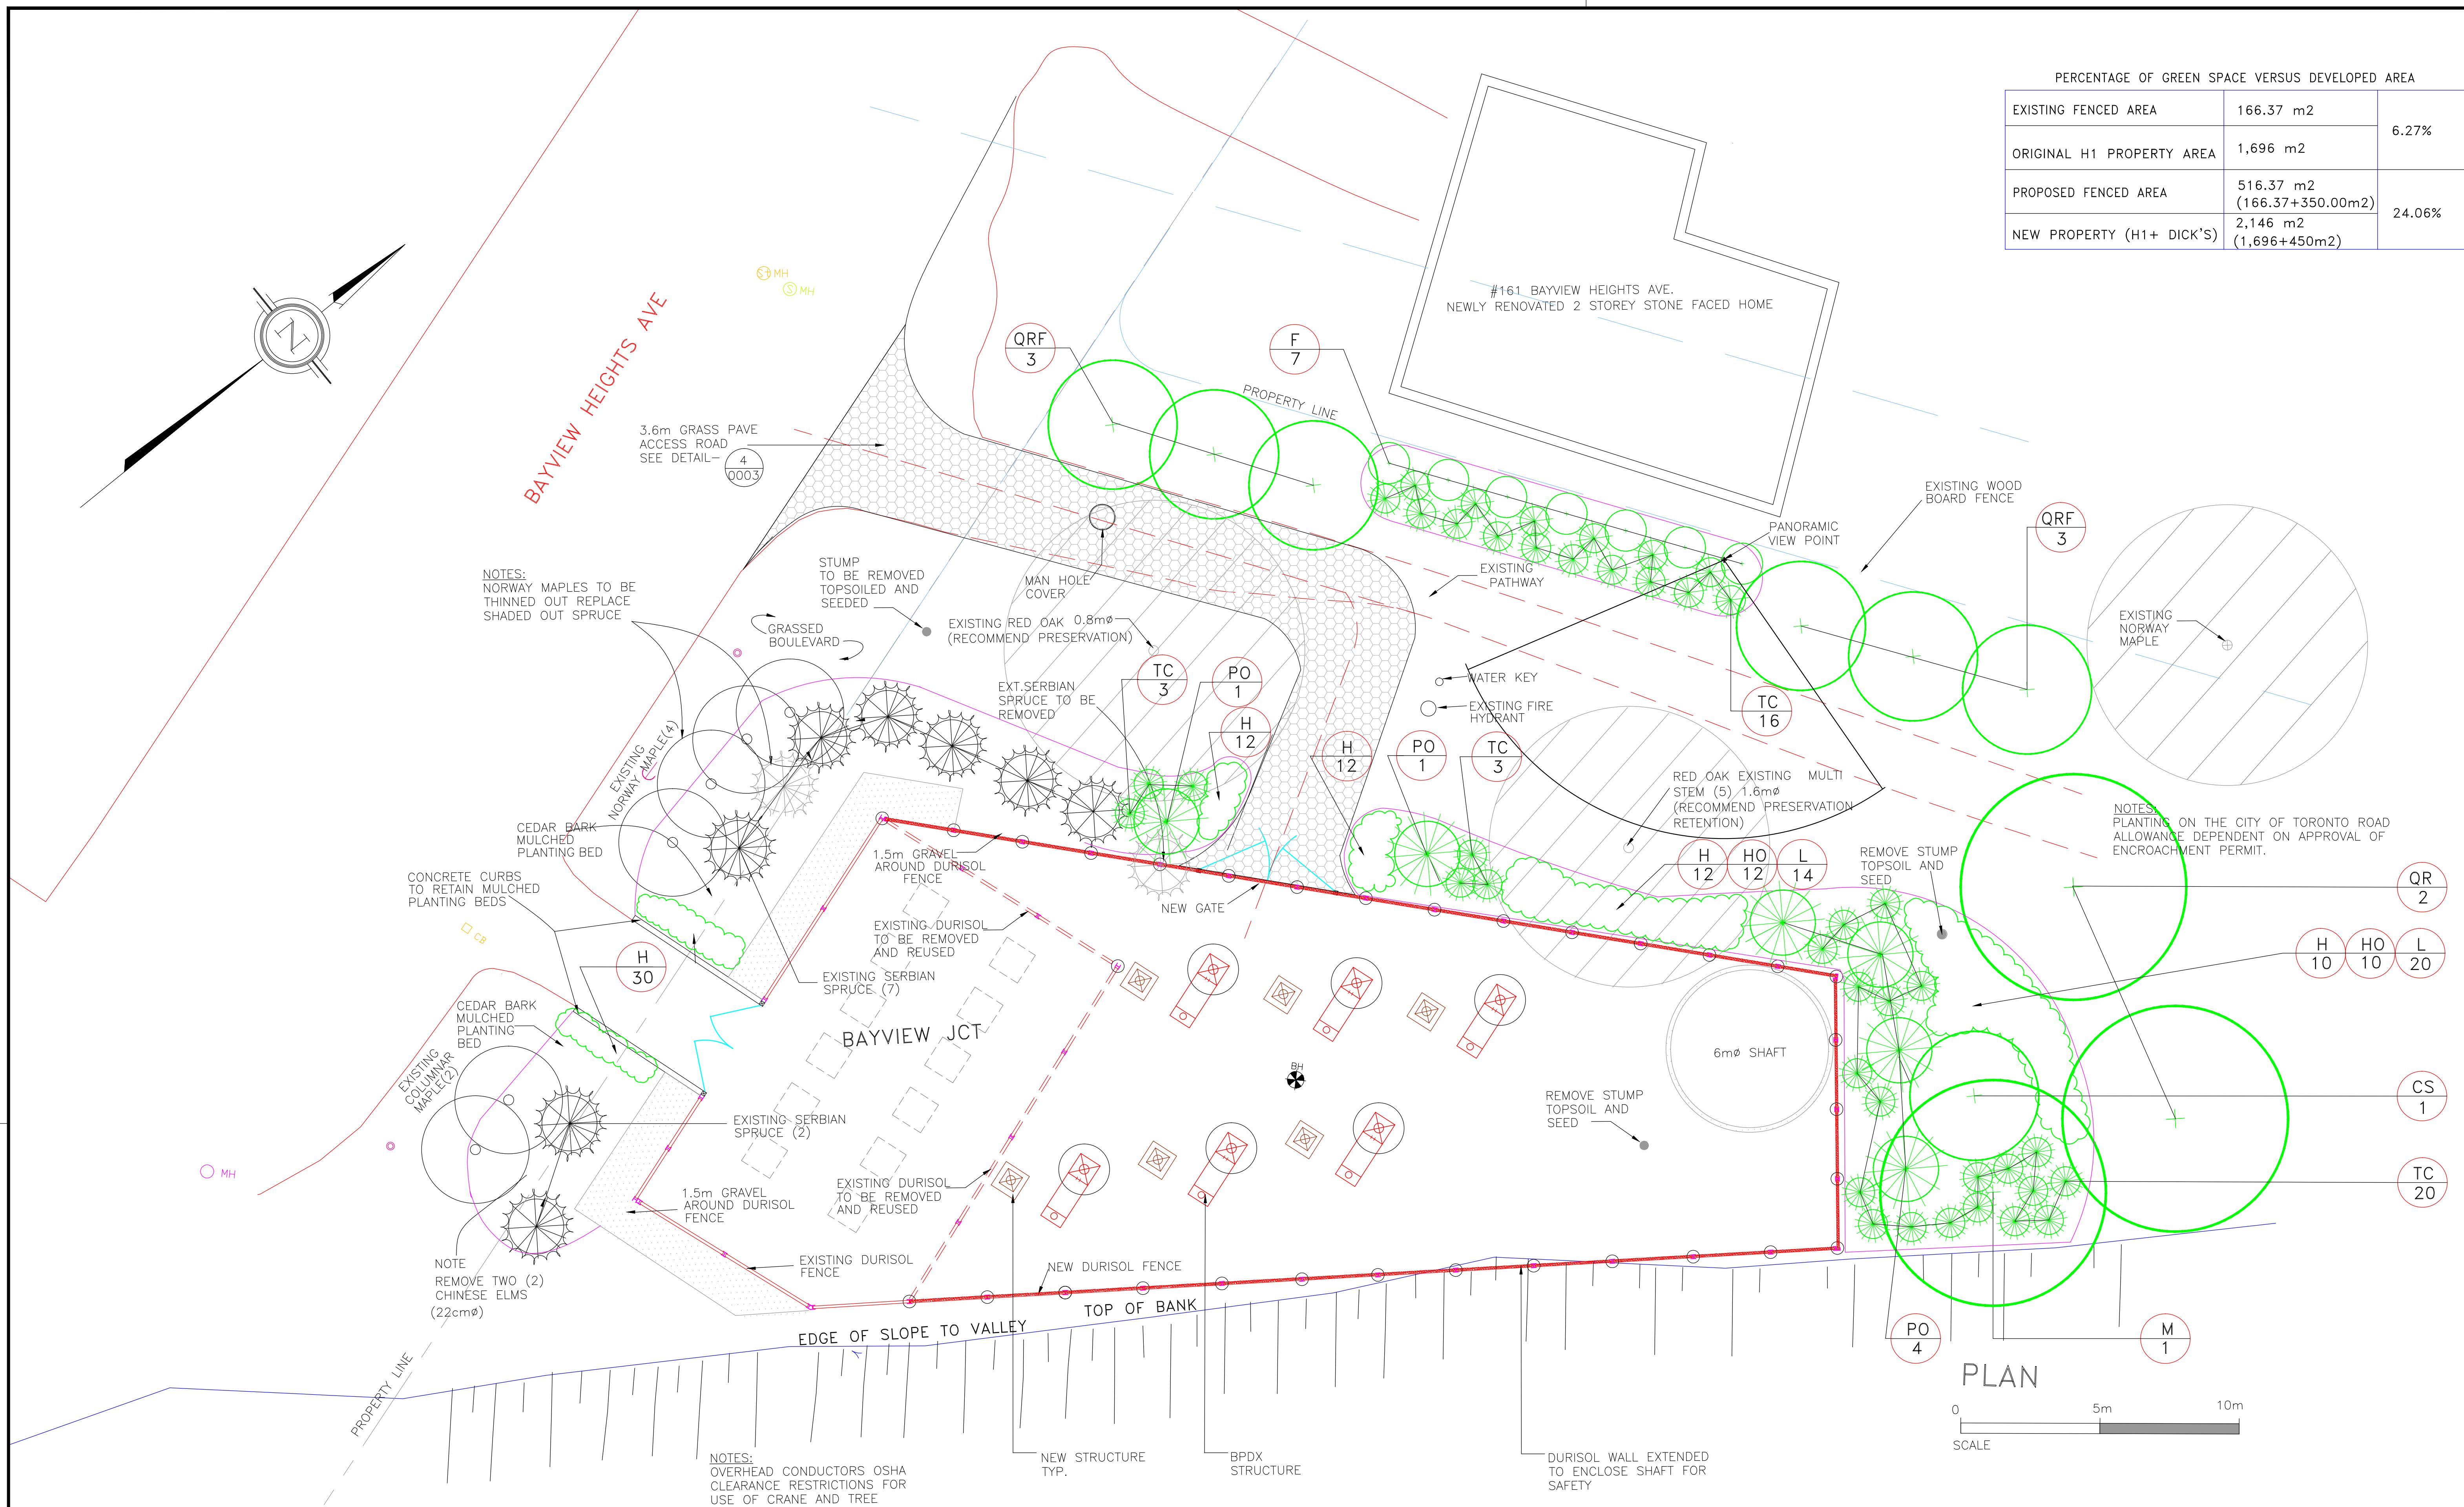 PERCENTAGE OF GREEN SPACE VERSUS DEVELOPED AREA
EXISTING FENCED AREA
166.37 m2
6.27%
ORIGINAL H1 PROPERTY AREA
1,696 m2
PROPOSED FENCED AREA
516.37 m2
(166.37+350.00m2)
24.06%
NEW PROPERTY (H1+ DICK'S)
2,146 m2
(1,696+450m2)
N
BAYVIEW HEIGHTS AVE
ST MH
S MH
#161 BAYVIEW HEIGHTS AVE.
NEWLY RENOVATED 2 STOREY STONE FACED HOME
QRF
3
F
7
PROPERTY LINE
3.6m GRASS PAVE
ACCESS ROAD
SEE DETAIL-
4
0003
EXISTING WOOD
BOARD FENCE
QRF
3
PANORAMIC
VIEW POINT
EXISTING
PATHWAY
MAN HOLE
COVER
STUMP
TO BE REMOVED
TOPSOILED AND
SEEDED
NOTES:
NORWAY MAPLES TO BE
THINNED OUT REPLACE
SHADED OUT SPRUCE
GRASSED
BOULEVARD
EXISTING RED OAK 0.8mø
(RECOMMEND PRESERVATION)
EXISTING
NORWAY
MAPLE
TC
3
PO
1
H
12
EXT.SERBIAN
SPRUCE TO BE
REMOVED
WATER KEY
EXISTING FIRE
HYDRANT
TC
16
H
12
PO
1
TC
3
EXISTING
NORWAY MAPLE(4)
RED OAK EXISTING MULTI
STEM (5) 1.6mø
(RECOMMEND PRESERVATION
RETENTION)
NOTES:
PLANTING ON THE CITY OF TORONTO ROAD
ALLOWANCE DEPENDENT ON APPROVAL OF
ENCROACHMENT PERMIT.
CEDAR BARK
MULCHED
PLANTING BED
1.5m GRAVEL
AROUND DURISOL
FENCE
H
12
HO
12
L
14
REMOVE STUMP
TOPSOIL AND
SEED
QR
2
CONCRETE CURBS
TO RETAIN MULCHED
PLANTING BEDS
NEW GATE
CB
H
30
EXISTING DUROSOL
TO BE REMOVED
AND REUSED
H
10
HO
10
L
20
EXISTING SERBIAN
SPRUCE (7)
CEDAR BARK
MULCHED
PLANTING
BED
BAYVIEW JCT
6mø SHAFT
BH
EXISTING
COLUMNAR
MAPLE(2)
REMOVE STUMP
TOPSOIL AND
SEED
CS
1
EXISTING SERBIAN
SPRUCE (2)
MH
TC
20
1.5m GRAVEL
AROUND DURISOL
FENCE
EXISTING DURISOL
TO BE REMOVED
AND REUSED
NOTE
REMOVE TWO (2)
CHINESE ELMS
(22cmø)
EXISTING DURISOL
FENCE
NEW DURISOL FENCE
TOP OF BANK
EDGE OF SLOPE TO VALLEY
PO
4
M
1
PROPERTY LINE
PLAN
0 5m 10m
SCALE
NOTES:
OVERHEAD CONDUCTORS OSHA
CLEARANCE RESTRICTIONS FOR
USE OF CRANE AND TREE
NEW STRUCTURE
TYP.
BPDX
STRUCTURE
DURISOL WALL EXTENDED
TO ENCLOSE SHAFT FOR
SAFETY